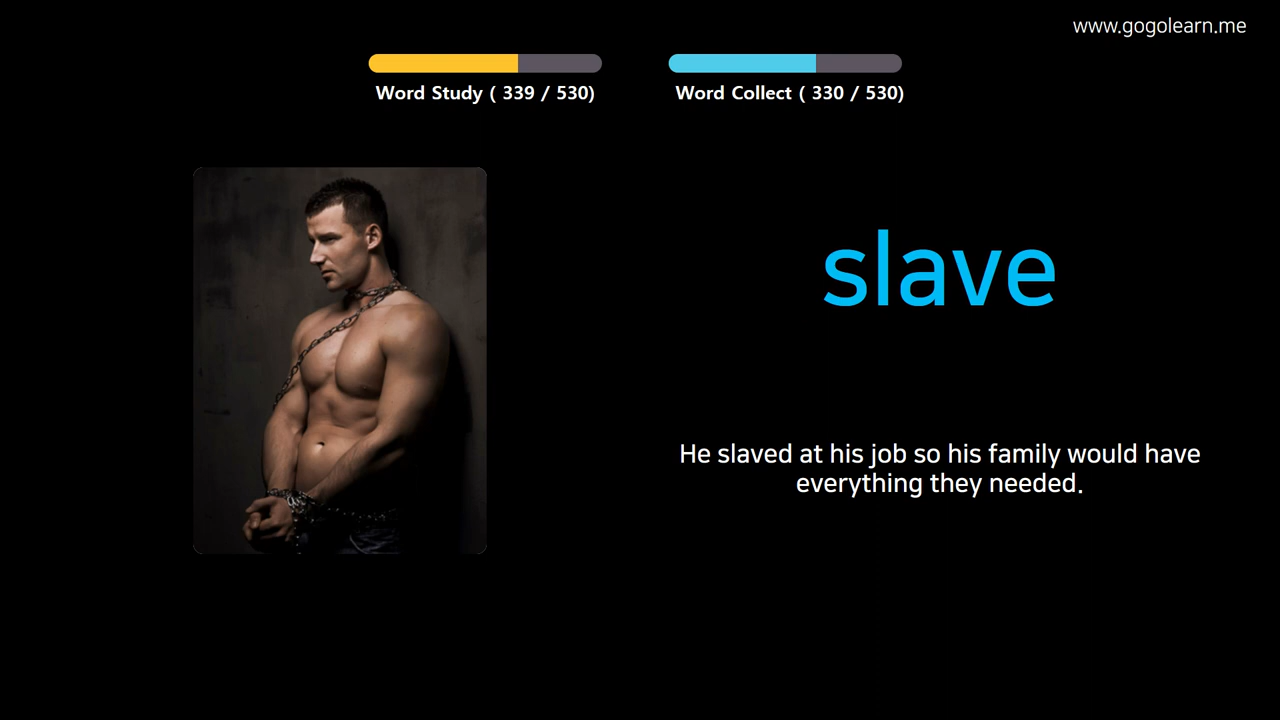 www.gogolearn.me
Word Study ( 339 / 530)
Word Collect ( 330 / 530)
slave
He slaved at his job so his family would have
everything they needed.